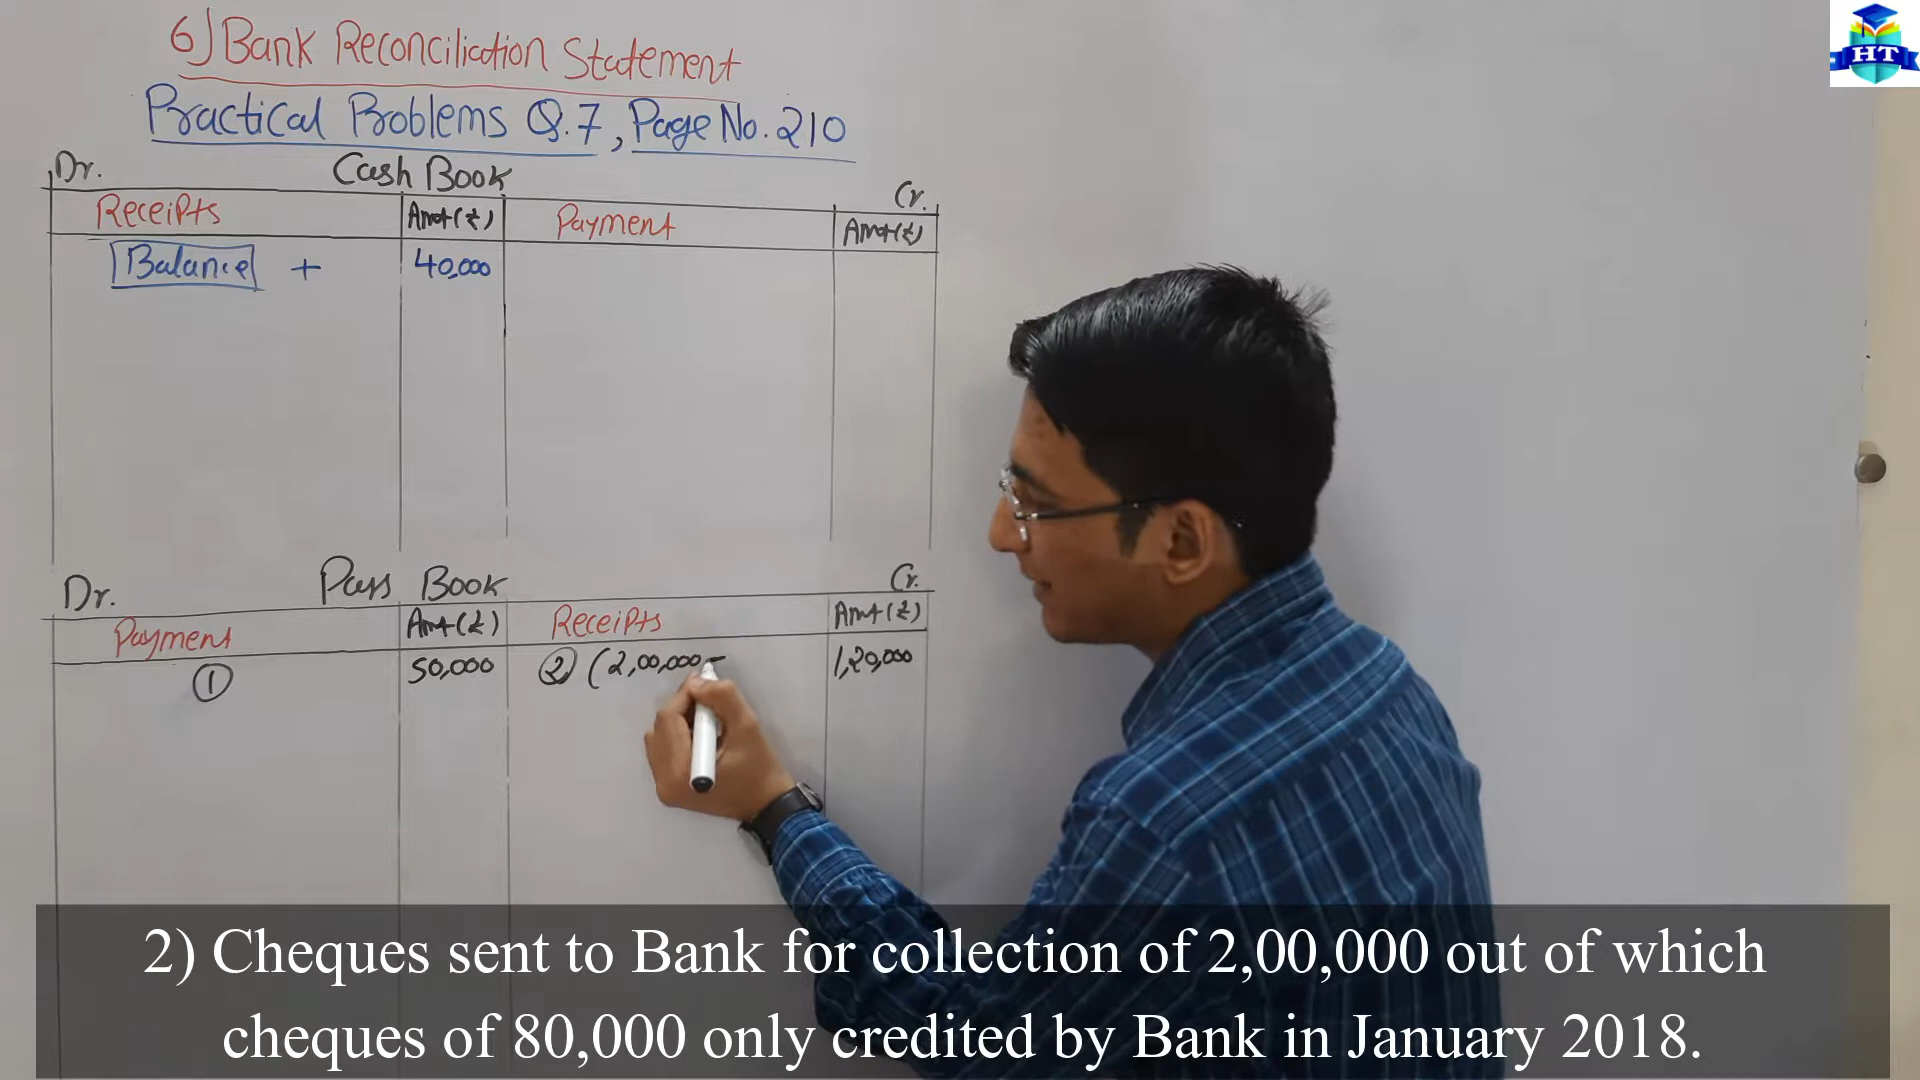 HT
6) Bank Reconciliation Statement
Practical Problems Q.7, Page No. 210
Dr. Cash Book Cr.
Receipts Amt(₹) Payment Amt(₹)
Balance + 40,000
Dr. Pass Book Cr.
Payment Amt(₹) Receipts Amt(₹)
① 50,000 ② (2,00,000 - 1,20,000
2) Cheques sent to Bank for collection of 2,00,000 out of which
cheques of 80,000 only credited by Bank in January 2018.